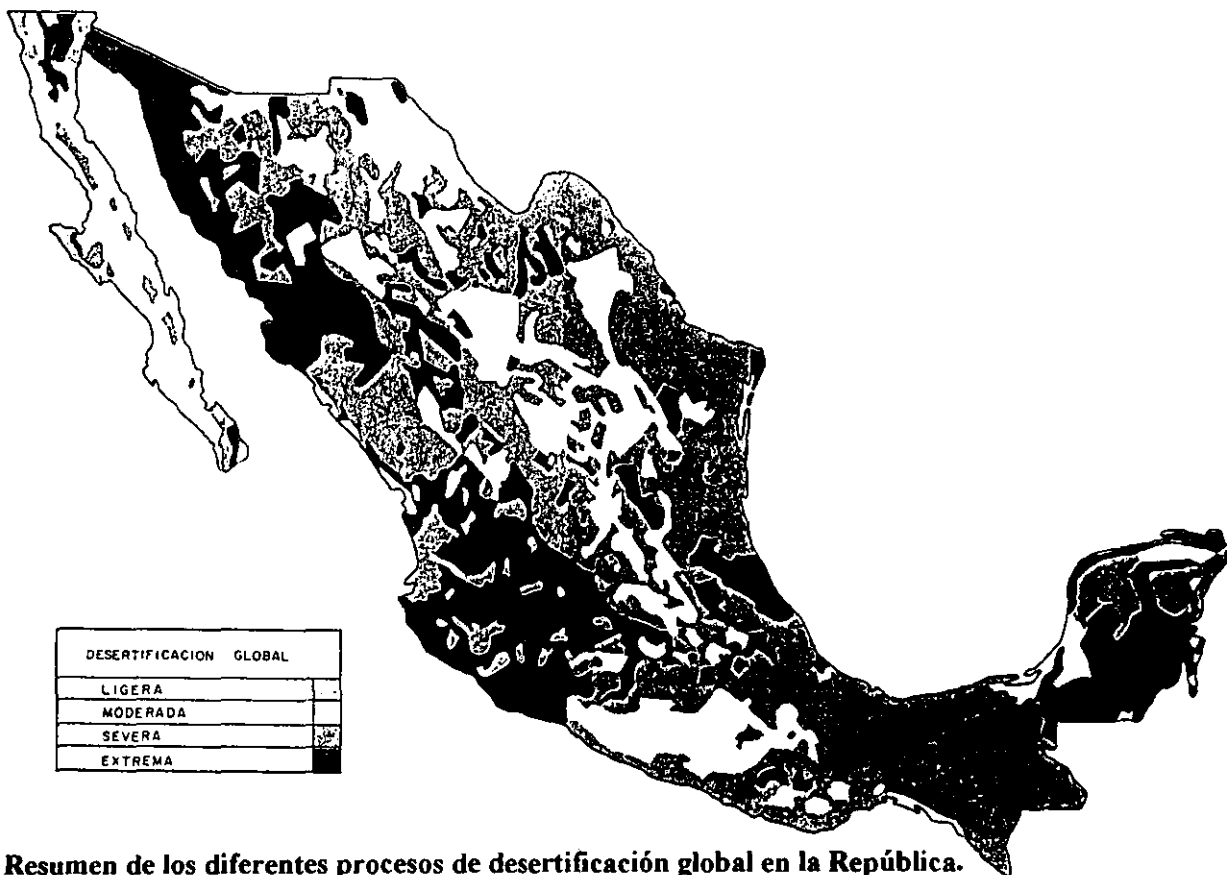 DESERTIFICACION GLOBAL
LIGERA
MODERADA
SEVERA
EXTREMA
Resumen de los diferentes procesos de desertificación global en la República.